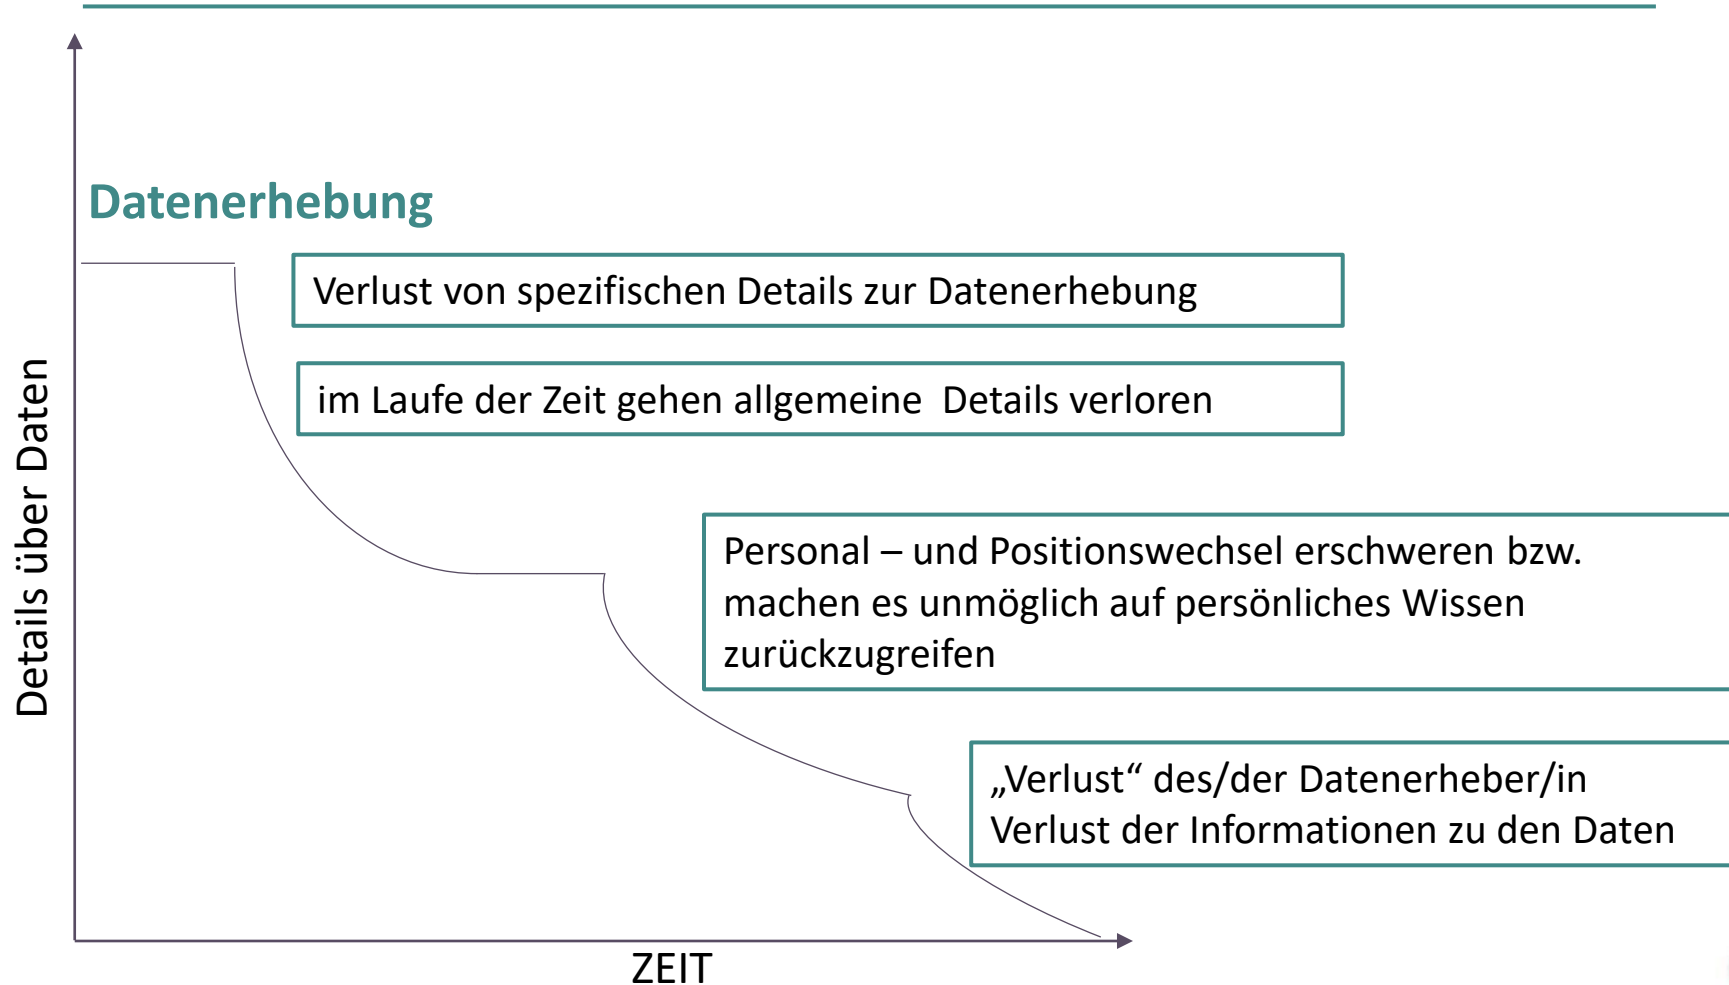 Datenerhebung
Verlust von spezifischen Details zur Datenerhebung
im Laufe der Zeit gehen allgemeine  Details verloren
Details über Daten
Personal – und Positionswechsel erschweren bzw.
machen es unmöglich auf persönliches Wissen
zurückzugreifen
„Verlust“ des/der Datenerheber/in
Verlust der Informationen zu den Daten
ZEIT